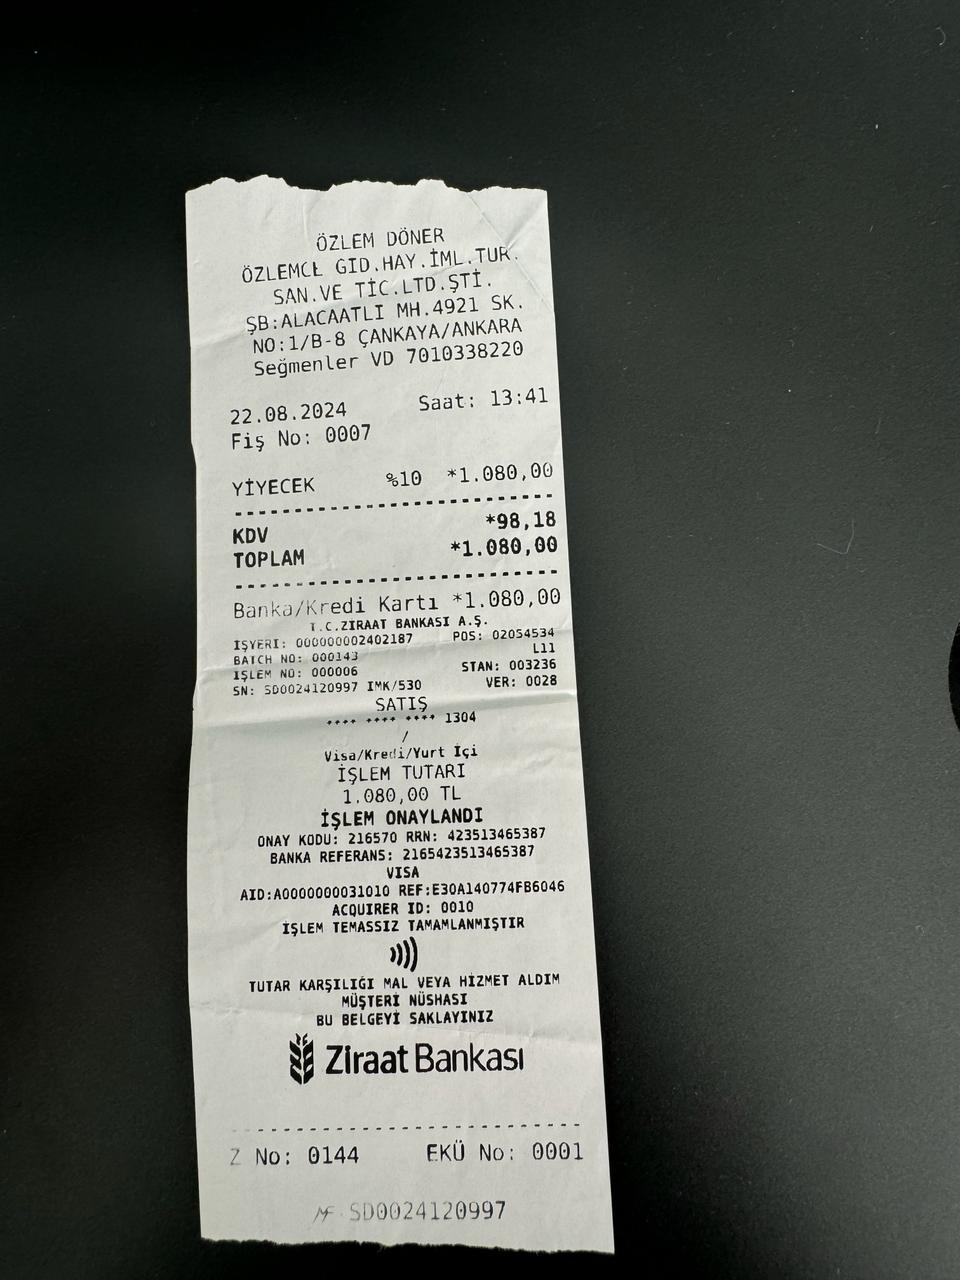 ÖZLEM DÖNER
ÖZLEMCE GID.HAY.İML.TUR.
SAN.VE TİC.LTD.ŞTİ.
ŞB:ALACAATLI MH.4921 SK.
NO:1/B-8 ÇANKAYA/ANKARA
Seğmenler VD 7010338220
22.08.2024 Saat: 13:41
Fiş No: 0007
YİYECEK %10 *1.080,00
KDV *98,18
TOPLAM *1.080,00
Banka/Kredi Kartı *1.080,00
T.C.ZIRAAT BANKASI A.Ş.
İŞYERİ: 000000002402187 POS: 02054534
BATCH NO: 000143 L11
İŞLEM NO: 000006 STAN: 003236
SN: SD0024120997 IMK/530 VER: 0028
SATIŞ
**** **** **** 1304
/
Visa/Kredi/Yurt İçi
İŞLEM TUTARI
1.080,00 TL
İŞLEM ONAYLANDI
ONAY KODU: 216570 RRN: 423513465387
BANKA REFERANS: 2165423513465387
VISA
AID:A0000000031010 REF:E30A140774FB6046
ACQUIRER ID: 0010
İŞLEM TEMASSIZ TAMAMLANMIŞTIR
TUTAR KARŞILIĞI MAL VEYA HİZMET ALDIM
MÜŞTERİ NÜSHASI
BU BELGEYİ SAKLAYINIZ
Ziraat Bankası
Z No: 0144 EKÜ No: 0001
MF SD0024120997